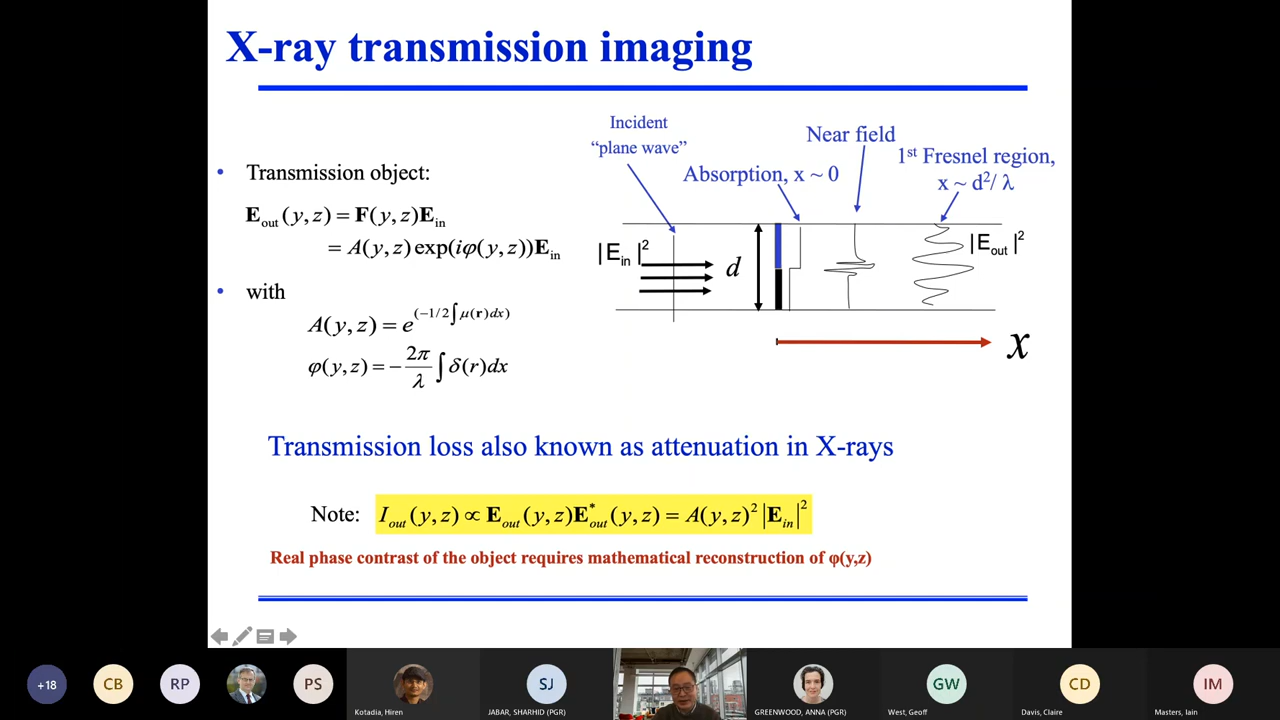 X-ray transmission imaging
Incident
“plane wave”
Near field
Absorption, x ~ 0
1st Fresnel region,
x ~ d²/ λ
• Transmission object:
E_out (y, z) = F(y, z)E_in
= A(y, z) exp(iφ(y, z))E_in
|E_in|²
d
|E_out|²
• with
A(y, z) = e^(−1/2∫μ(r)dx)
φ(y, z) = −2π/λ ∫δ(r)dx
x
Transmission loss also known as attenuation in X-rays
Note: I_out (y, z) ∝ E_out (y, z)E*_out (y, z) = A(y, z)² |E_in|²
Real phase contrast of the object requires mathematical reconstruction of φ(y,z)
+18
CB
RP
PS
SJ
GW
CD
IM
Kotadia, Hiren
JABAR, SHARHID (PGR)
GREENWOOD, ANNA (PGR)
West, Geoff
Davis, Claire
Masters, Iain